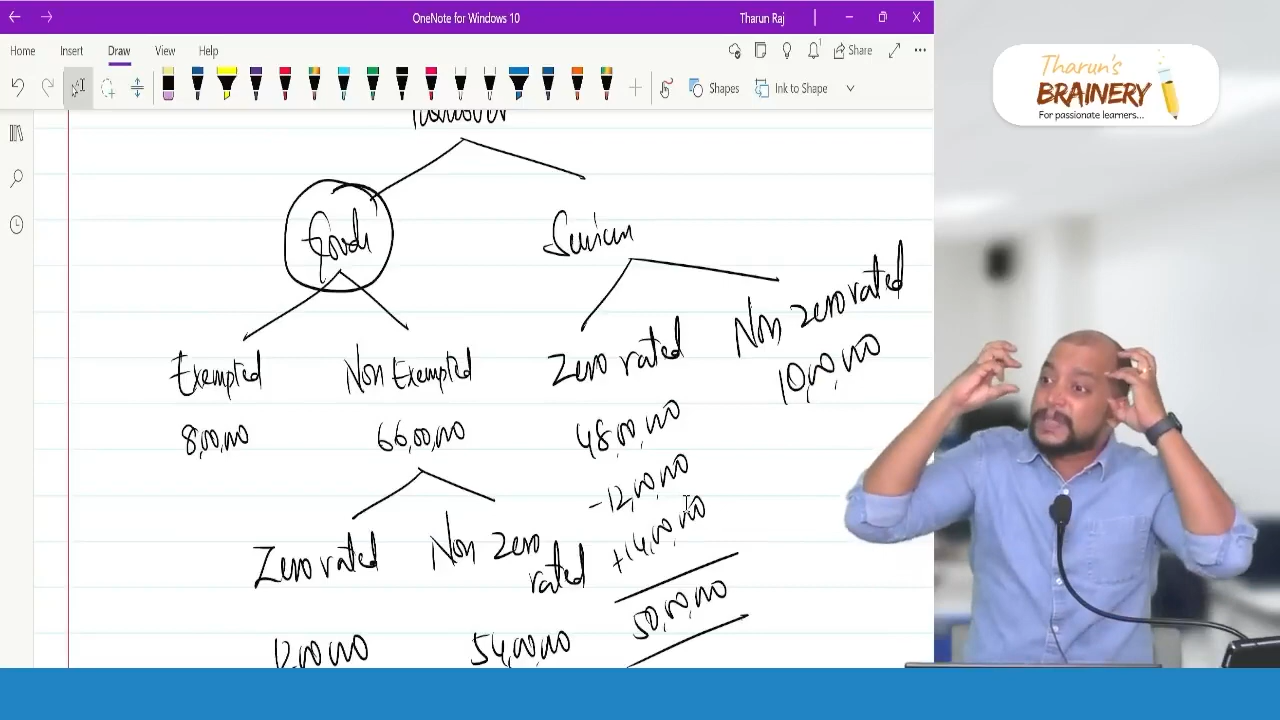 OneNote for Windows 10
Tharun Raj
Home Insert Draw View Help
Share
Shapes
Ink to Shape
Tharun's
BRAINERY
For passionate learners...
Turnover
Goods
Services
Exempted
8,00,000
Non Exempted
66,00,000
Zero rated
12,00,000
Non Zero
rated
54,00,000
Zero rated
48,00,000
-12,00,000
+14,00,000
50,00,000
Non zero rated
10,00,000